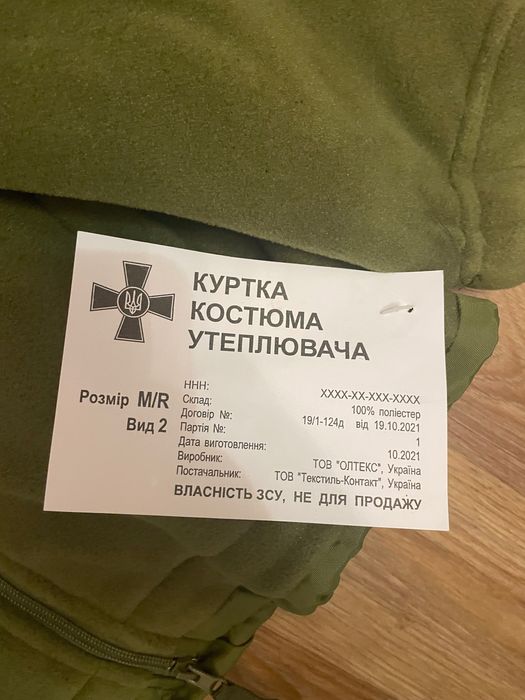 КУРТКА
КОСТЮМА
УТЕПЛЮВАЧА
Розмір M/R
Вид 2
ННН: XXXX-XX-XXX-XXXX
Склад: 100% поліестер
Договір №: 19/1-124д від 19.10.2021
Партія №: 1
Дата виготовлення: 10.2021
Виробник: ТОВ "ОЛТЕКС", Україна
Постачальник: ТОВ "Текстиль-Контакт", Україна
ВЛАСНІСТЬ ЗСУ, НЕ ДЛЯ ПРОДАЖУ